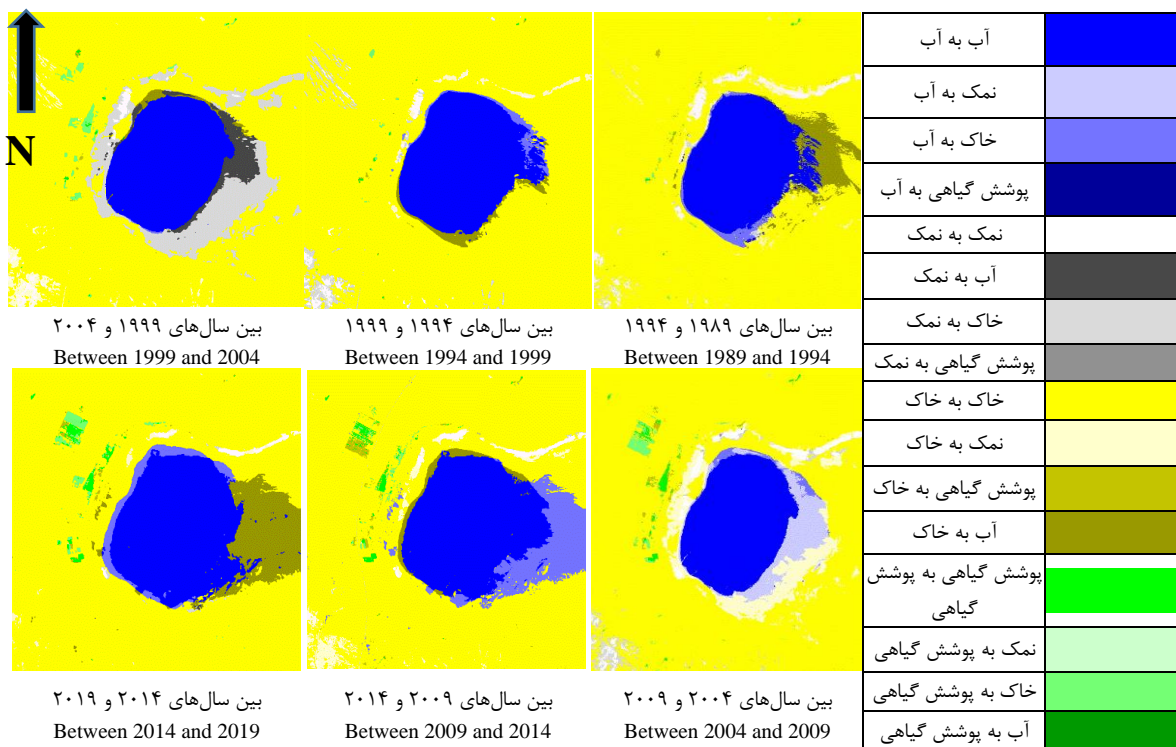 N
بین سال‌های ۱۹۹۹ و ۲۰۰۴
Between 1999 and 2004
بین سال‌های ۱۹۹۴ و ۱۹۹۹
Between 1994 and 1999
بین سال‌های ۱۹۸۹ و ۱۹۹۴
Between 1989 and 1994
بین سال‌های ۲۰۱۴ و ۲۰۱۹
Between 2014 and 2019
بین سال‌های ۲۰۰۹ و ۲۰۱۴
Between 2009 and 2014
بین سال‌های ۲۰۰۴ و ۲۰۰۹
Between 2004 and 2009
آب به آب
نمک به آب
خاک به آب
پوشش گیاهی به آب
نمک به نمک
آب به نمک
خاک به نمک
پوشش گیاهی به نمک
خاک به خاک
نمک به خاک
پوشش گیاهی به خاک
آب به خاک
پوشش گیاهی به پوشش
گیاهی
نمک به پوشش گیاهی
خاک به پوشش گیاهی
آب به پوشش گیاهی